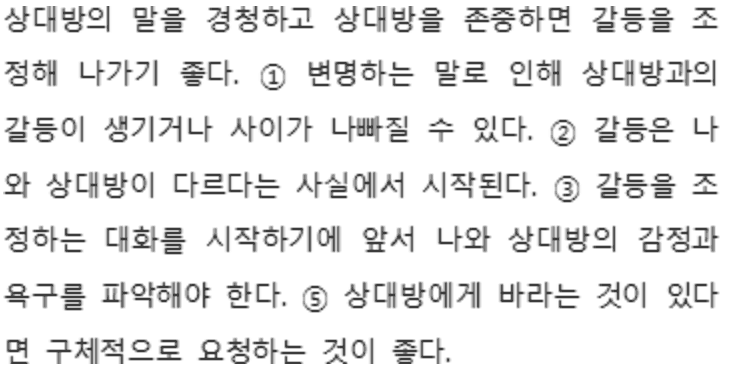 상대방의 말을 경청하고 상대방을 존중하면 갈등을 조
정해 나가기 좋다. ① 변명하는 말로 인해 상대방과의
갈등이 생기거나 사이가 나빠질 수 있다. ② 갈등은 나
와 상대방이 다르다는 사실에서 시작된다. ③ 갈등을 조
정하는 대화를 시작하기에 앞서 나와 상대방의 감정과
욕구를 파악해야 한다. ⑤ 상대방에게 바라는 것이 있다
면 구체적으로 요청하는 것이 좋다.